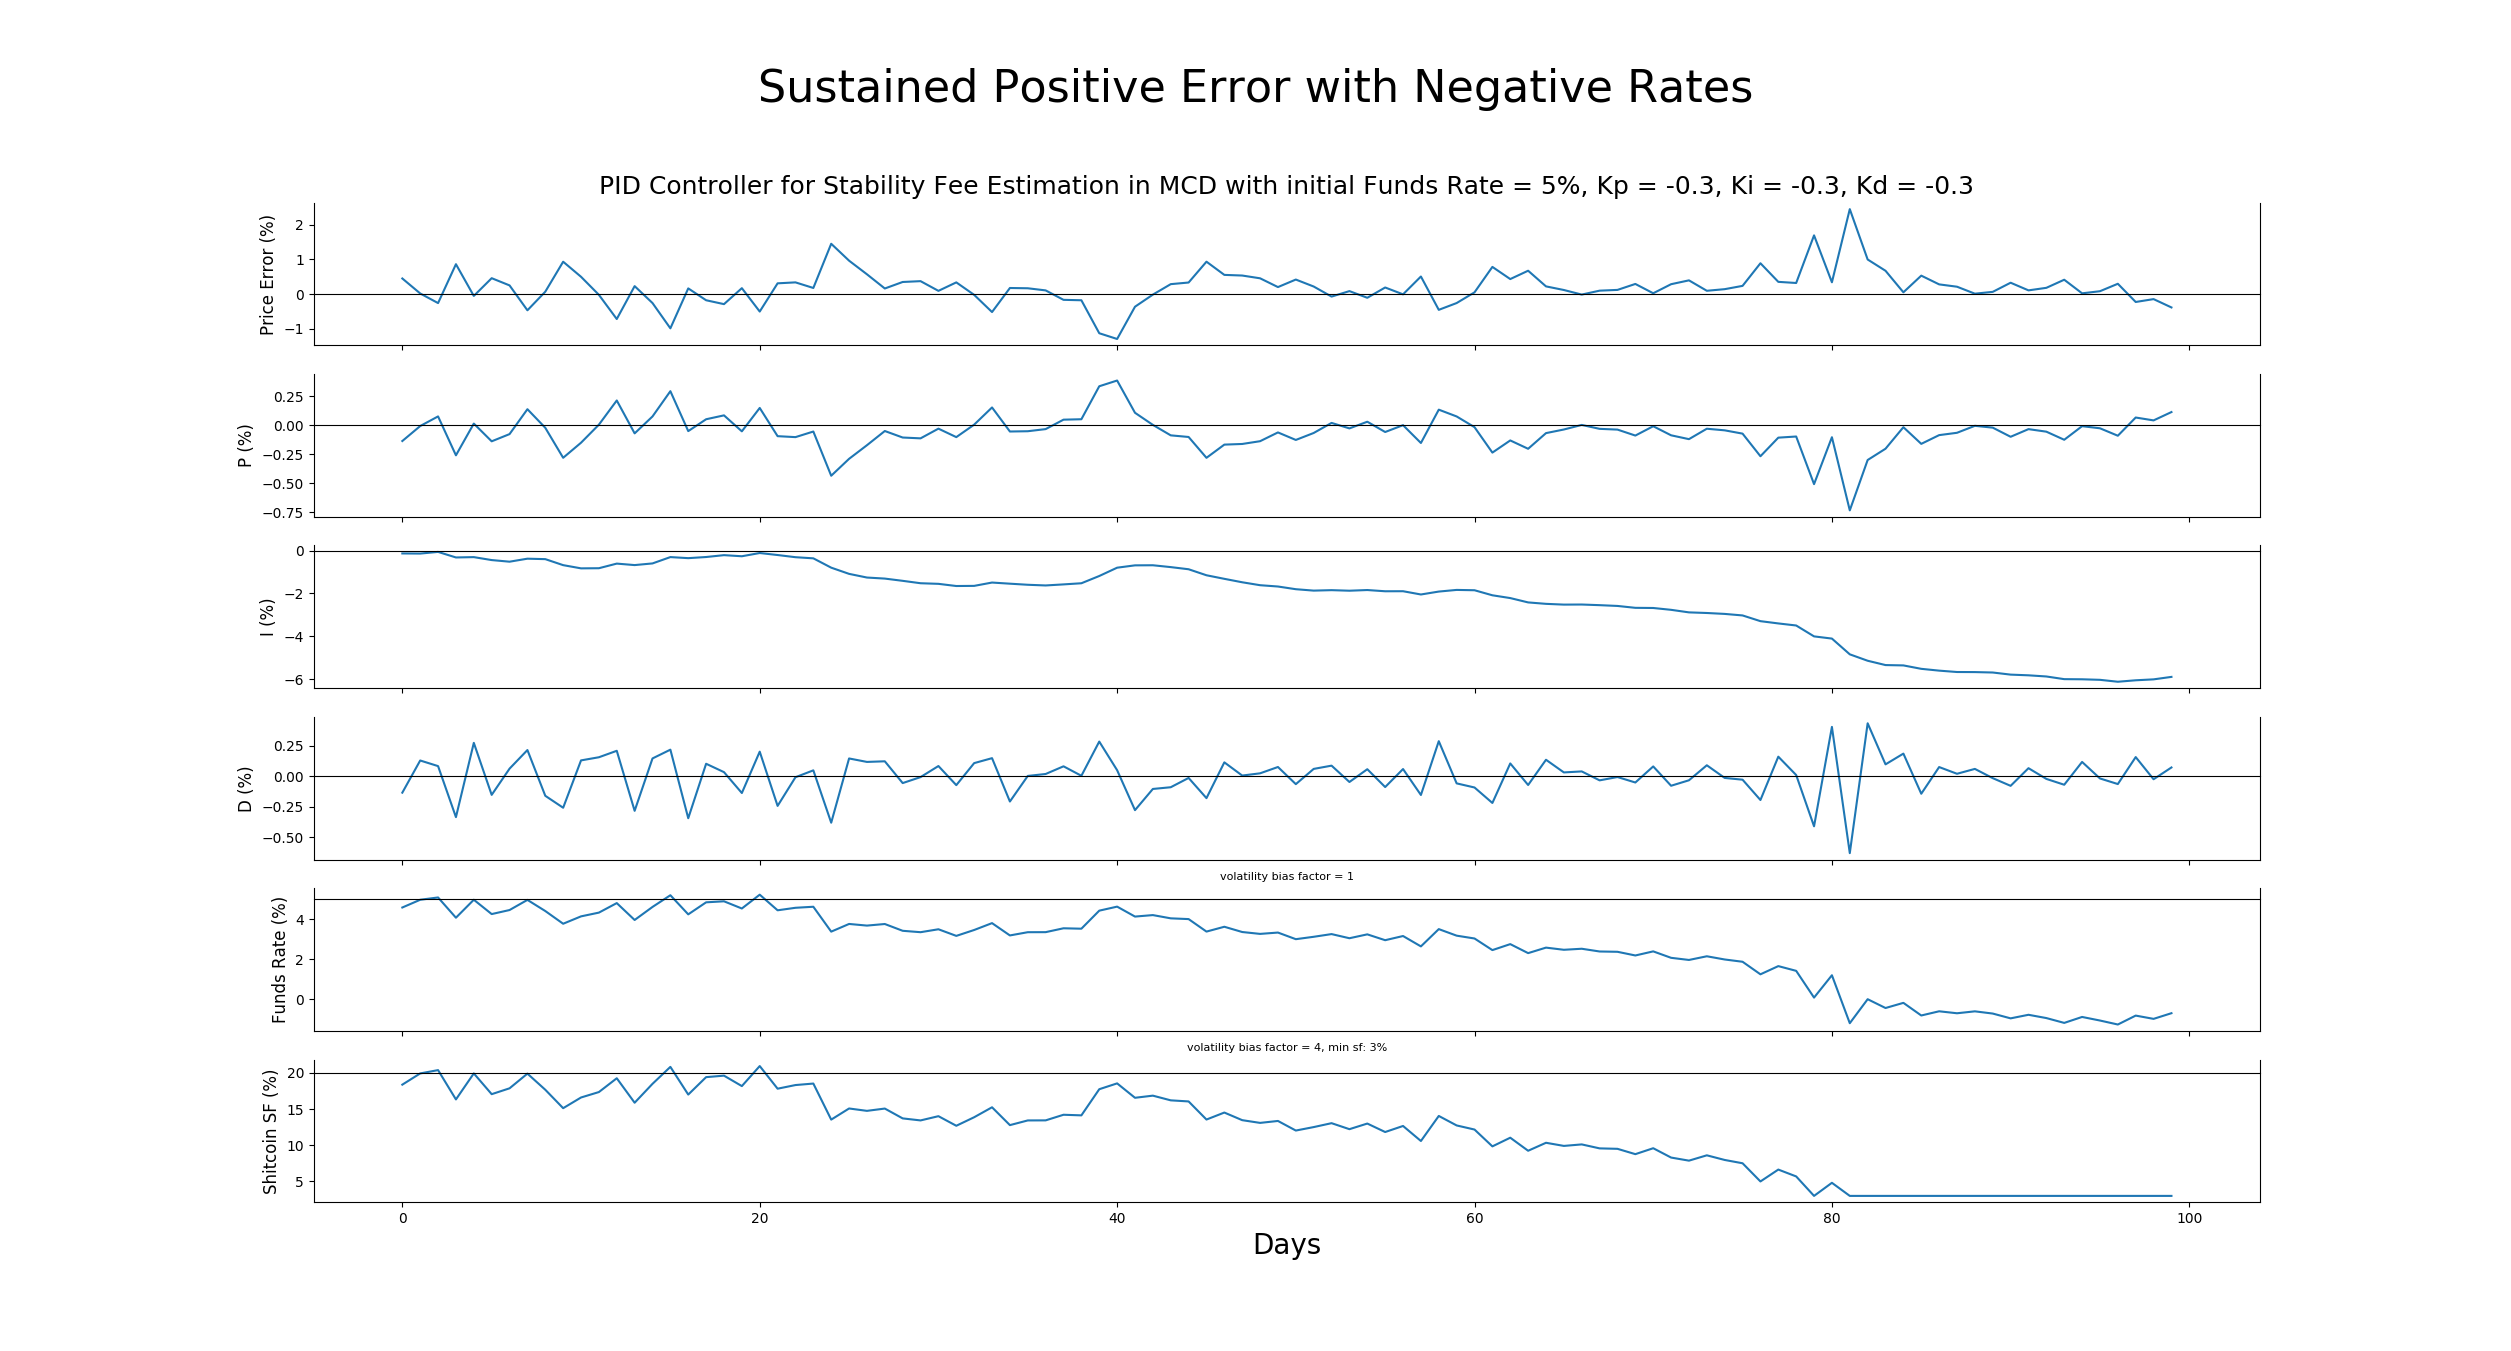 Sustained Positive Error with Negative Rates
PID Controller for Stability Fee Estimation in MCD with initial Funds Rate = 5%, Kp = -0.3, Ki = -0.3, Kd = -0.3
Price Error (%)
2
1
0
−1
P (%)
0.25
0.00
−0.25
−0.50
−0.75
I (%)
0
−2
−4
−6
D (%)
0.25
0.00
−0.25
−0.50
volatility bias factor = 1
Funds Rate (%)
4
2
0
volatility bias factor = 4, min sf: 3%
Shitcoin SF (%)
20
15
10
5
0 20 40 60 80 100
Days